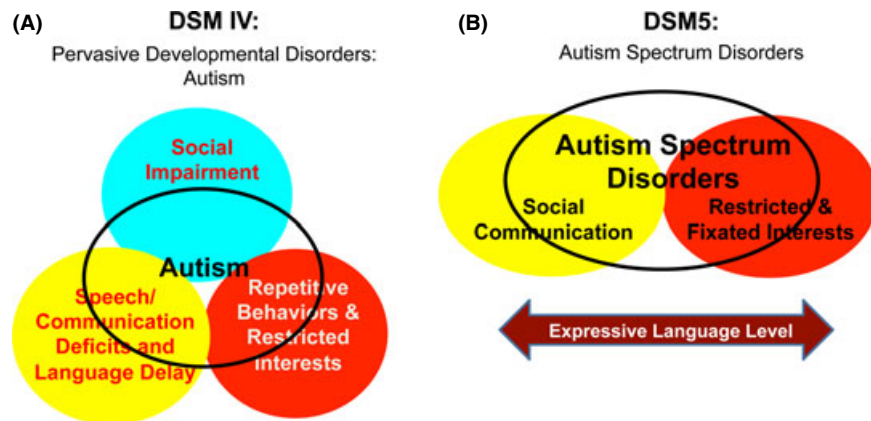 (A)
DSM IV:
Pervasive Developmental Disorders:
Autism
Social
Impairment
Autism
Speech/
Communication
Deficits and
Language Delay
Repetitive
Behaviors &
Restricted
Interests
(B)
DSM5:
Autism Spectrum Disorders
Autism Spectrum
Disorders
Social
Communication
Restricted &
Fixated Interests
Expressive Language Level